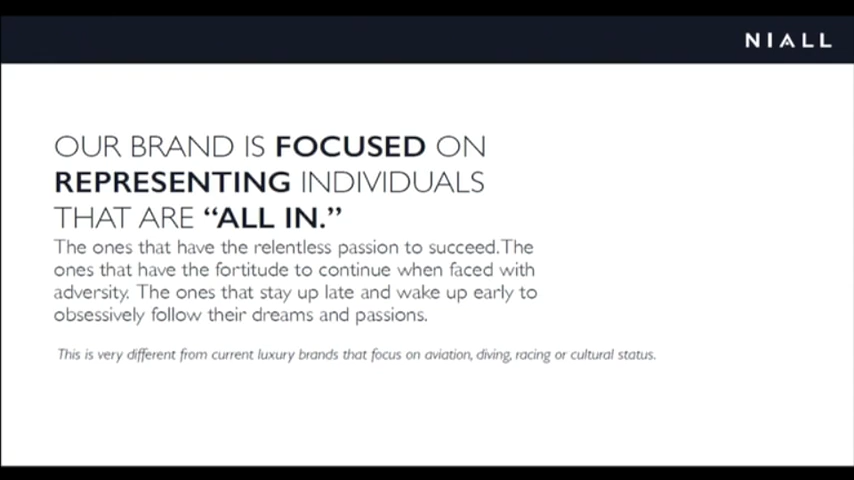 NIALL
OUR BRAND IS FOCUSED ON
REPRESENTING INDIVIDUALS
THAT ARE “ALL IN.”
The ones that have the relentless passion to succeed.The
ones that have the fortitude to continue when faced with
adversity. The ones that stay up late and wake up early to
obsessively follow their dreams and passions.
This is very different from current luxury brands that focus on aviation, diving, racing or cultural status.